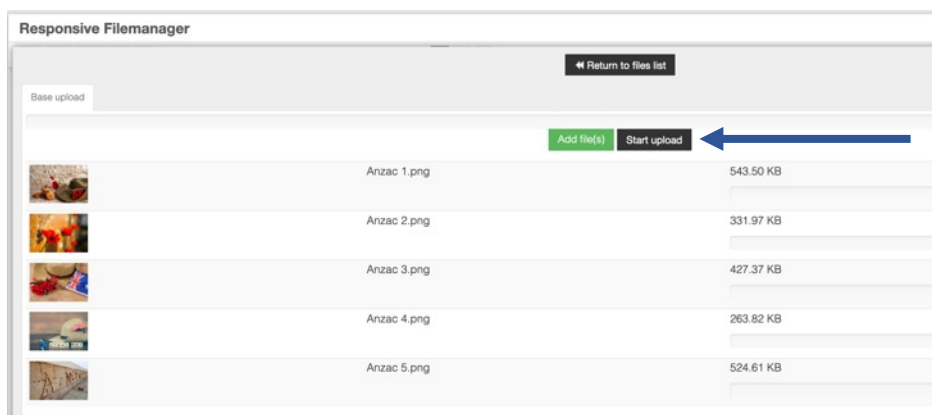 Responsive Filemanager
Return to files list
Base upload
Add file(s) Start upload
Anzac 1.png 543.50 KB
Anzac 2.png 331.97 KB
Anzac 3.png 427.37 KB
Anzac 4.png 263.82 KB
Anzac 5.png 524.61 KB